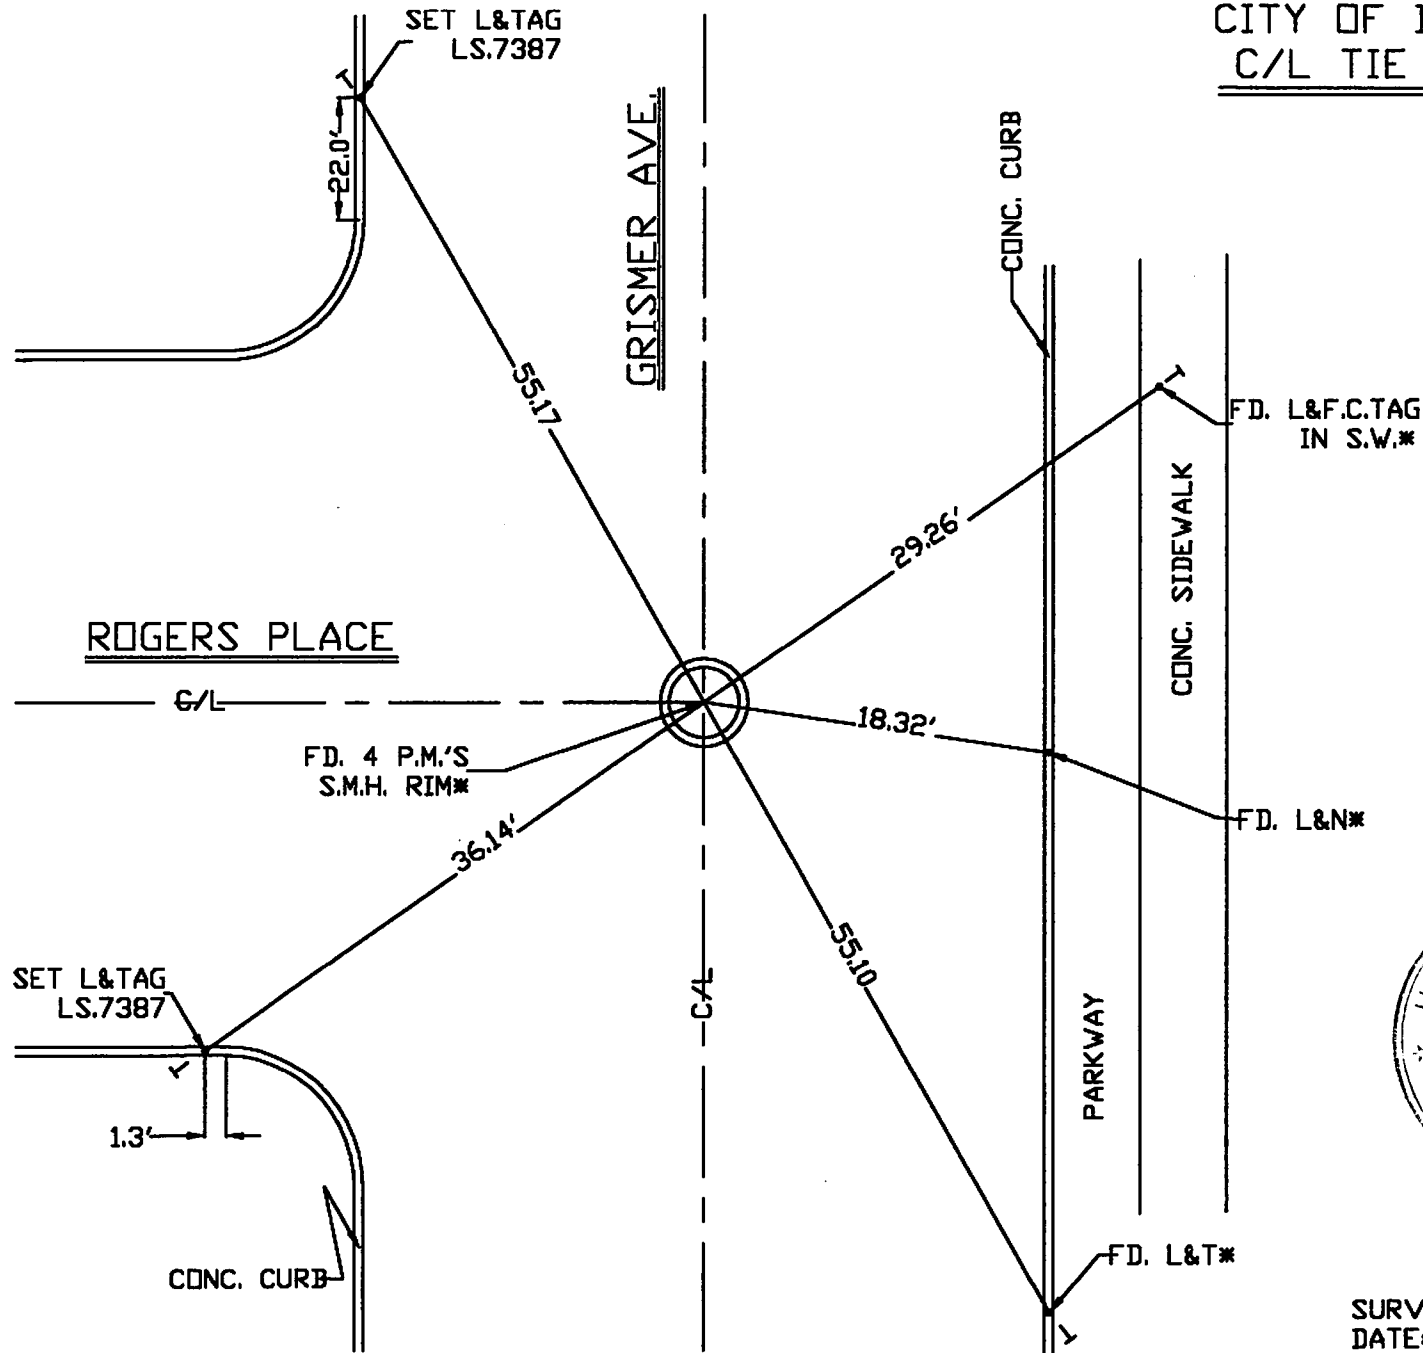 SET L&TAG
LS.7387
CITY OF
C/L TIE
22.0'
GRISMER AVE.
CONC. CURB
55.17
FD. L&F.C.TAG
IN S.W.*
29.26'
CONC. SIDEWALK
ROGERS PLACE
C/L
18.32'
FD. 4 P.M.'S
S.M.H. RIM*
FD. L&N*
36.14'
55.10
SET L&TAG
LS.7387
C/L
PARKWAY
1.3'
FD. L&T*
CONC. CURB
SURV
DATE